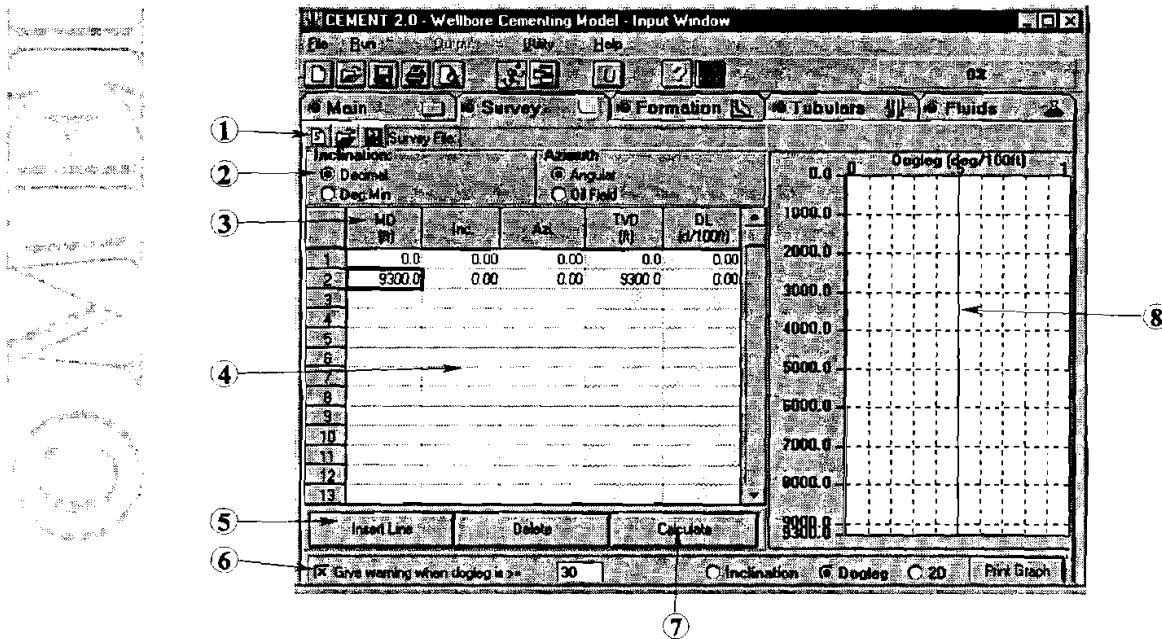 CEMENT 2.0 - Wellbore Cementing Model - Input Window
File Run Output Utility Help
0%
Main Survey Formation Tubulars Fluids
① Survey File
Inclination: Azimuth
② Decimal Angular
Deg Min Oil Field
③ MD (ft) Inc. Azi. TVD (ft) DL (d/100ft)
1 0.0 0.00 0.00 0.0 0.00
2 9300.0 0.00 0.00 9300.0 0.00
3
4
5
④ 6
7
8
9
10
11
12
13
⑤ Insert Line Delete Calculate
⑥ Give warning when dogleg is >= 30
Inclination Dogleg 2D Print Graph
⑦
Dogleg (deg/100ft)
0 .5 1
0.0
1000.0
2000.0
3000.0
⑧
4000.0
5000.0
6000.0
7000.0
8000.0
9000.0
9300.0